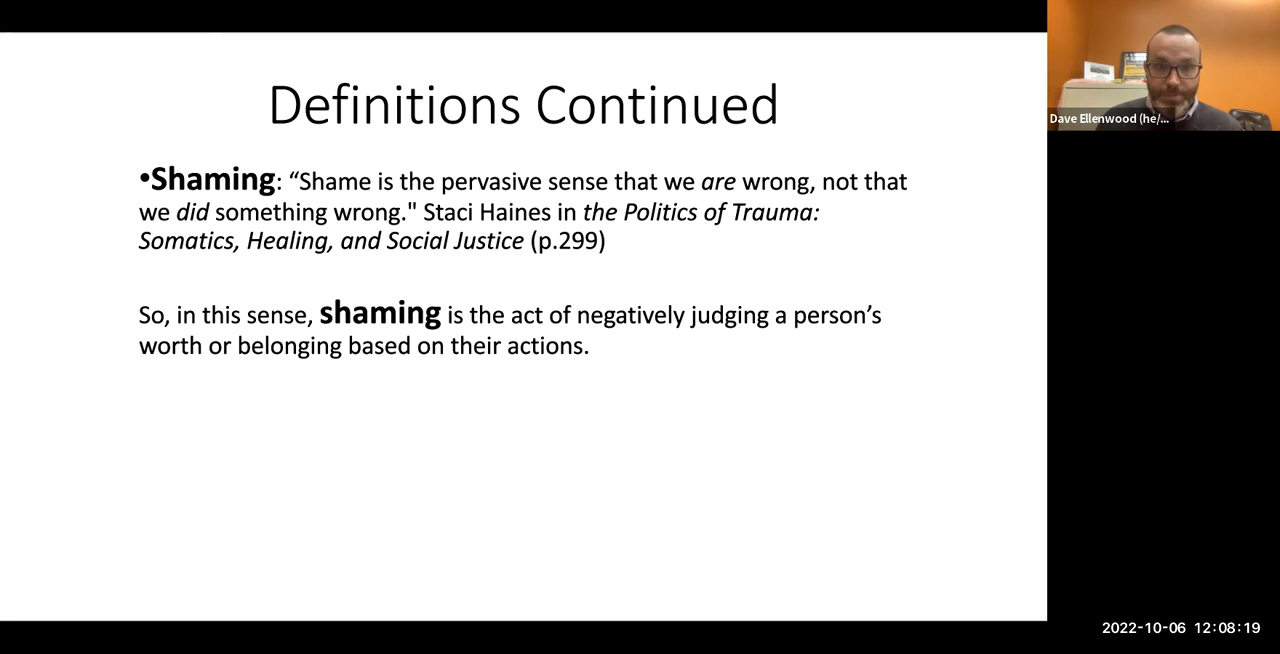 Definitions Continued
•Shaming: “Shame is the pervasive sense that we are wrong, not that
we did something wrong." Staci Haines in the Politics of Trauma:
Somatics, Healing, and Social Justice (p.299)
So, in this sense, shaming is the act of negatively judging a person’s
worth or belonging based on their actions.
Dave Ellenwood (he/...
2022-10-06 12:08:19